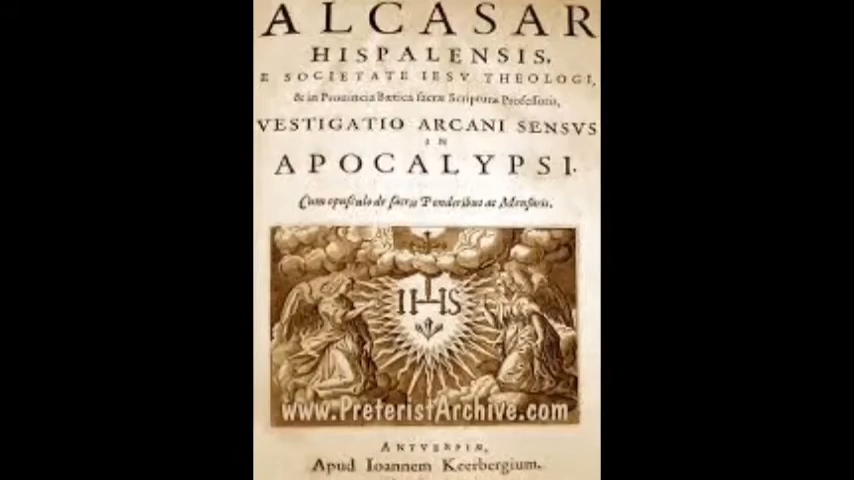 ALCASAR
HISPALENSIS,
E SOCIETATE IESV THEOLOGI,
& in Prouincia Bætica sacræ Scripturæ Professoris,
VESTIGATIO ARCANI SENSVS
IN
APOCALYPSI.
Cum opusculo de sacris Ponderibus ac Mensuris.
IHS
www.PreteristArchive.com
ANTVERPIÆ,
Apud Ioannem Keerbergium.